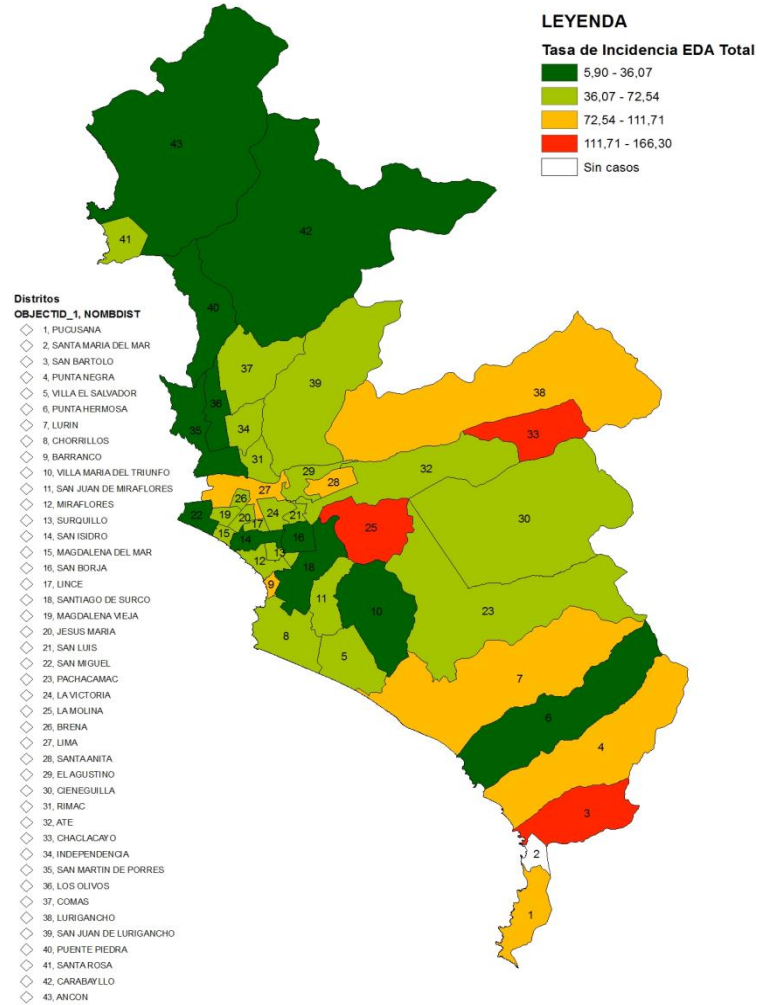 LEYENDA
Tasa de Incidencia EDA Total
5,90 - 36,07
36,07 - 72,54
72,54 - 111,71
111,71 - 166,30
Sin casos
43
42
41
40
Distritos
OBJECTID_1, NOMBDIST
1, PUCUSANA
2, SANTA MARIA DEL MAR
3, SAN BARTOLO
4, PUNTA NEGRA
5, VILLA EL SALVADOR
6, PUNTA HERMOSA
7, LURIN
8, CHORRILLOS
9, BARRANCO
10, VILLA MARIA DEL TRIUNFO
11, SAN JUAN DE MIRAFLORES
12, MIRAFLORES
13, SURQUILLO
14, SAN ISIDRO
15, MAGDALENA DEL MAR
16, SAN BORJA
17, LINCE
18, SANTIAGO DE SURCO
19, MAGDALENA VIEJA
20, JESUS MARIA
21, SAN LUIS
22, SAN MIGUEL
23, PACHACAMAC
24, LA VICTORIA
25, LA MOLINA
26, BRENA
27, LIMA
28, SANTA ANITA
29, EL AGUSTINO
30, CIENEGUILLA
31, RIMAC
32, ATE
33, CHACLACAYO
34, INDEPENDENCIA
35, SAN MARTIN DE PORRES
36, LOS OLIVOS
37, COMAS
38, LURIGANCHO
39, SAN JUAN DE LURIGANCHO
40, PUENTE PIEDRA
41, SANTA ROSA
42, CARABAYLLO
43, ANCON
37
39
38
36
35
34
33
31
32
29
28
27
26
30
22
19
20
17
24
21
25
15
14
16
12
13
18
9
11
10
23
8
5
7
6
4
3
2
1